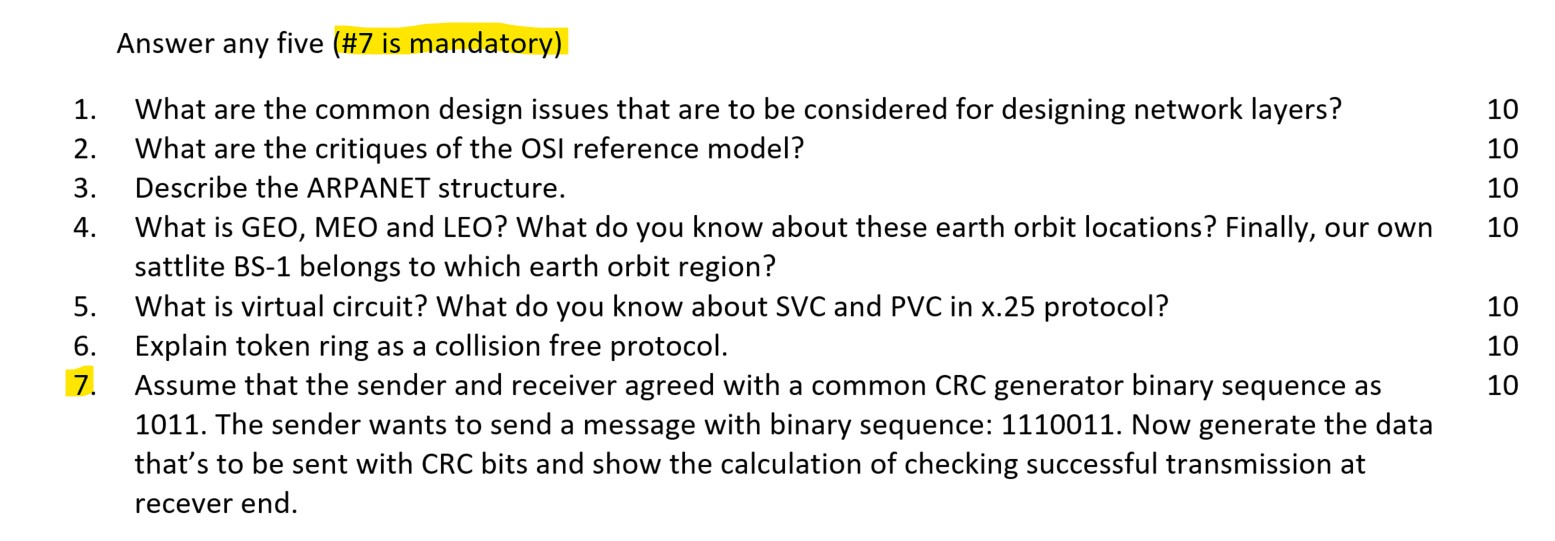 Answer any five (#7 is mandatory)
1. What are the common design issues that are to be considered for designing network layers? 10
2. What are the critiques of the OSI reference model? 10
3. Describe the ARPANET structure. 10
4. What is GEO, MEO and LEO? What do you know about these earth orbit locations? Finally, our own 10
sattlite BS-1 belongs to which earth orbit region?
5. What is virtual circuit? What do you know about SVC and PVC in x.25 protocol? 10
6. Explain token ring as a collision free protocol. 10
7. Assume that the sender and receiver agreed with a common CRC generator binary sequence as 10
1011. The sender wants to send a message with binary sequence: 1110011. Now generate the data
that’s to be sent with CRC bits and show the calculation of checking successful transmission at
recever end.